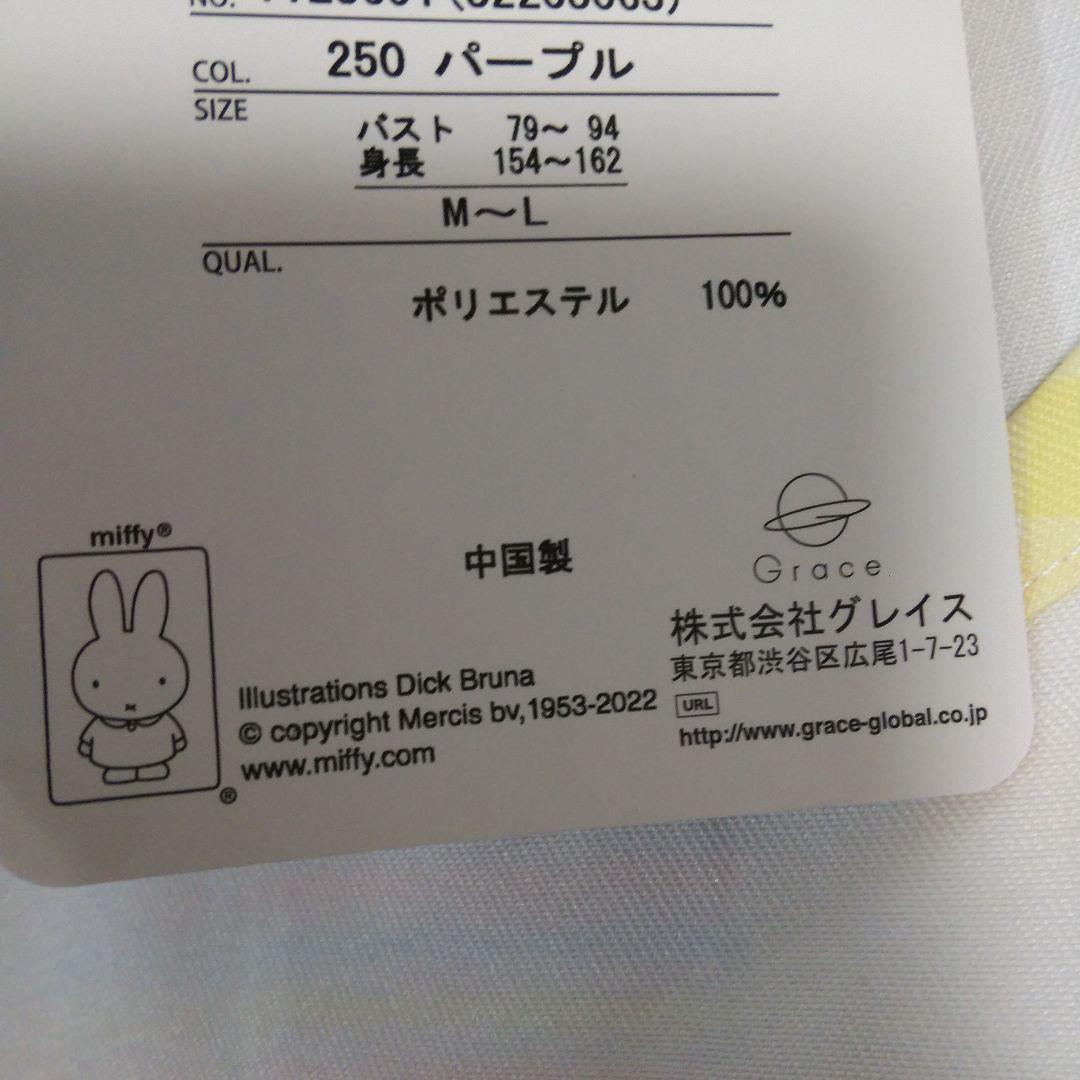 NO.
COL. 250 パープル
SIZE
バスト 79～ 94
身長 154～162
M～L
QUAL.
ポリエステル 100%
miffy®
中国製
Grace
株式会社グレイス
東京都渋谷区広尾1-7-23
URL
http://www.grace-global.co.jp
Illustrations Dick Bruna
© copyright Mercis bv,1953-2022
www.miffy.com
®